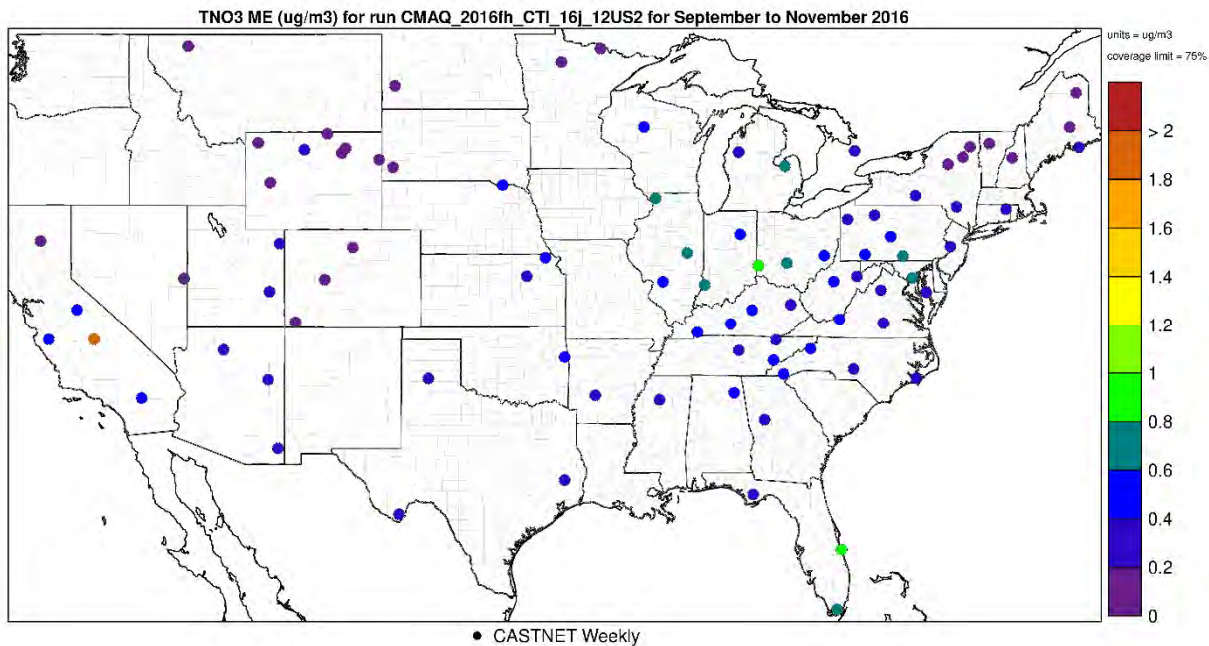 TNO3 ME (ug/m3) for run CMAQ_2016fh_CTI_16j_12US2 for September to November 2016
units = ug/m3
coverage limit = 75%
> 2
1.8
1.6
1.4
1.2
1
0.8
0.6
0.4
0.2
0
CASTNET Weekly